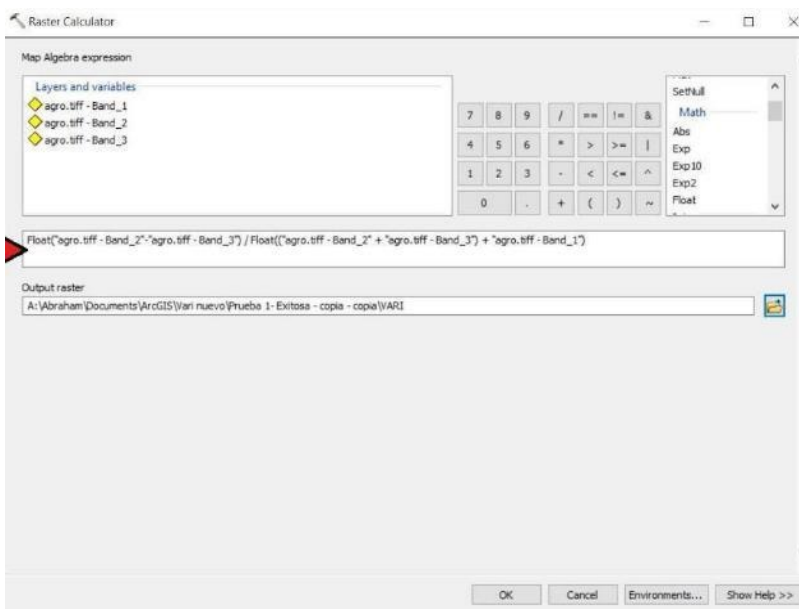 Raster Calculator
Map Algebra expression
Layers and variables
agro.tiff - Band_1
agro.tiff - Band_2
agro.tiff - Band_3
7 8 9 / == != &
4 5 6 * > >= |
1 2 3 - < <= ^
0 . + ( ) ~
SetNull
Math
Abs
Exp
Exp10
Exp2
Float
Float("agro.tiff - Band_2"-"agro.tiff - Band_3") / Float(("agro.tiff - Band_2" + "agro.tiff - Band_3") + "agro.tiff - Band_1")
Output raster
A:\Abraham\Documents\ArcGIS\Vari nuevo\Prueba 1- Exitosa - copia - copia\VARI
OK Cancel Environments... Show Help >>